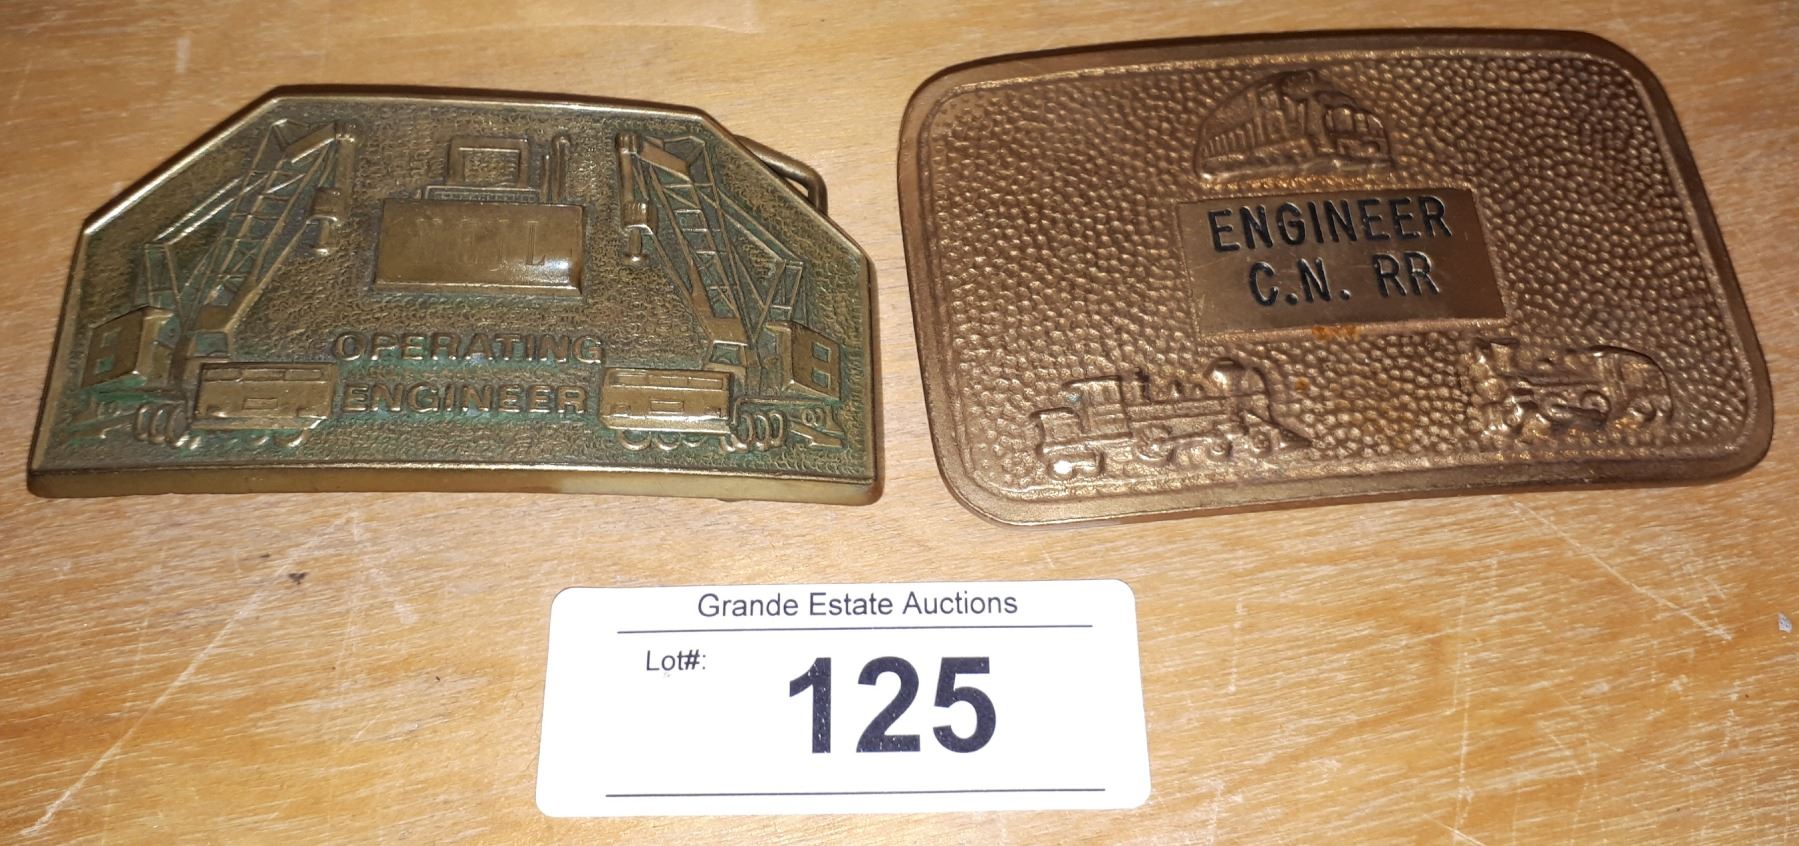 OPERATING
ENGINEER
ENGINEER
C.N. RR
Grande Estate Auctions
Lot#: 125